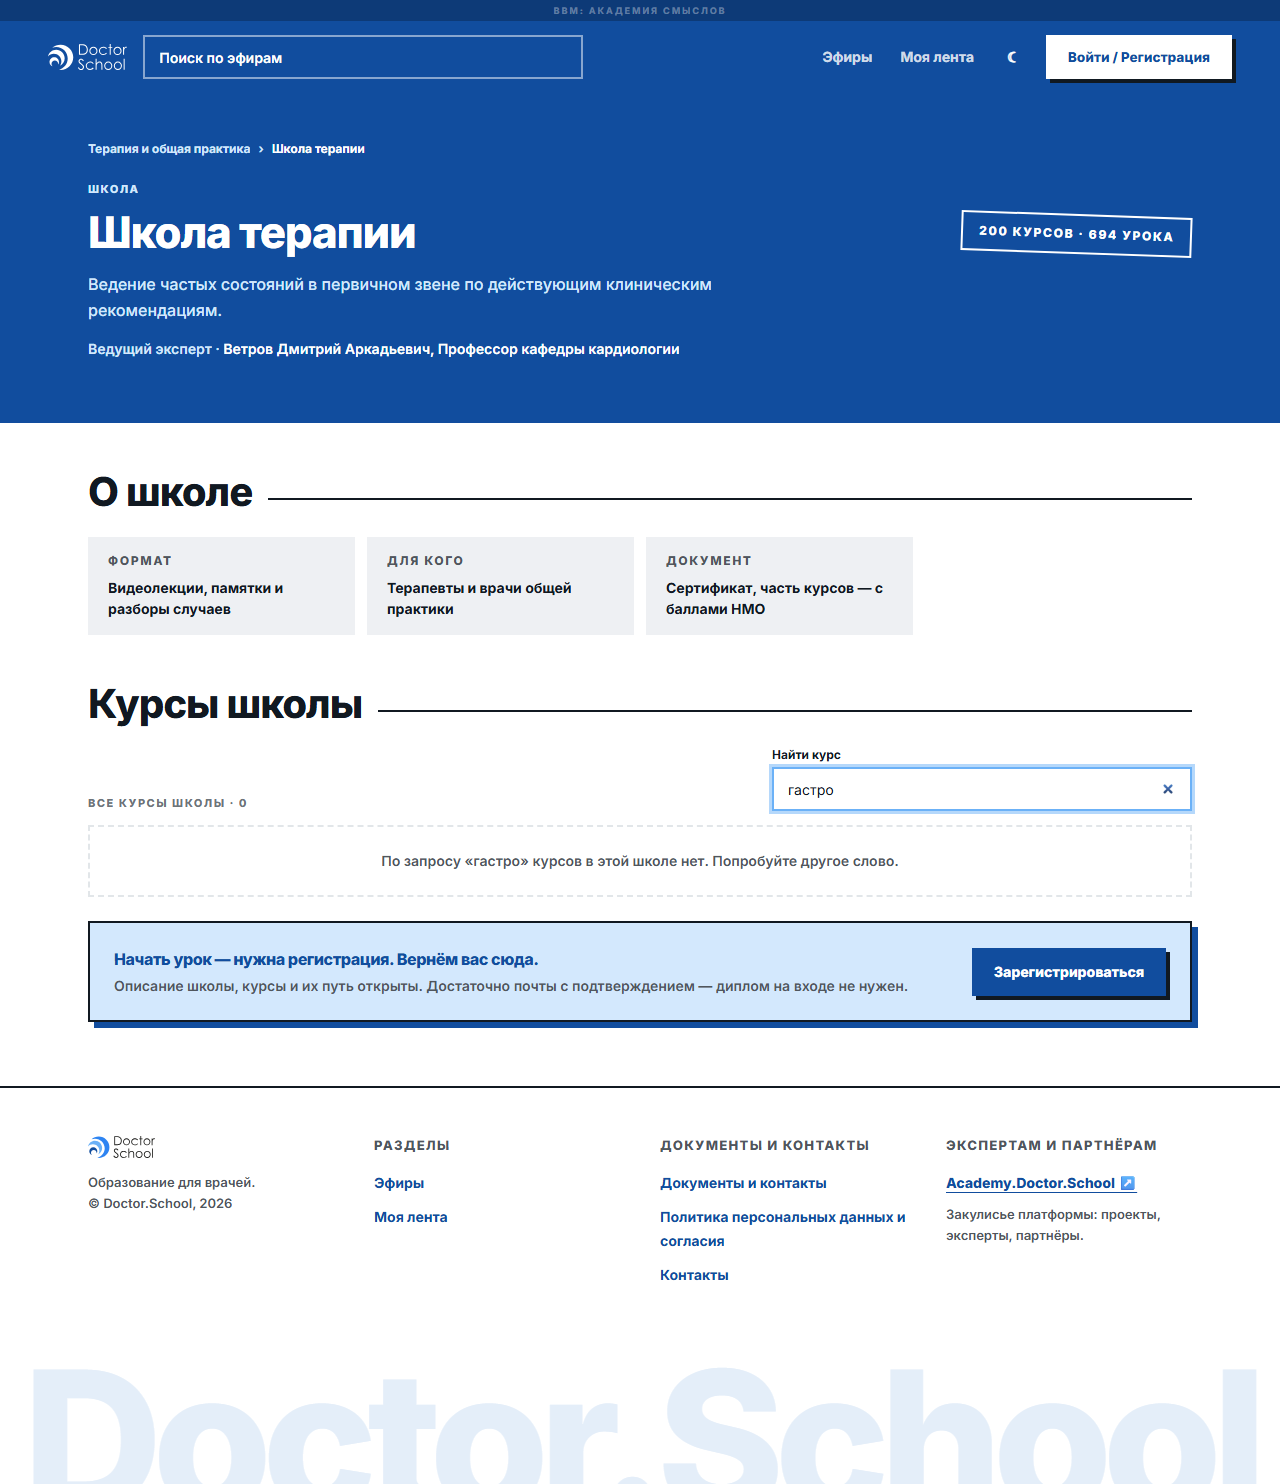 ВВМ: АКАДЕМИЯ СМЫСЛОВ
Doctor School
Поиск по эфирам
Эфиры
Моя лента
Войти / Регистрация
Терапия и общая практика › Школа терапии
ШКОЛА
Школа терапии
200 КУРСОВ · 694 УРОКА
Ведение частых состояний в первичном звене по действующим клиническим
рекомендациям.
Ведущий эксперт · Ветров Дмитрий Аркадьевич, Профессор кафедры кардиологии
О школе
ФОРМАТ
Видеолекции, памятки и
разборы случаев
ДЛЯ КОГО
Терапевты и врачи общей
практики
ДОКУМЕНТ
Сертификат, часть курсов — с
баллами НМО
Курсы школы
Найти курс
гастро
ВСЕ КУРСЫ ШКОЛЫ · 0
По запросу «гастро» курсов в этой школе нет. Попробуйте другое слово.
Начать урок — нужна регистрация. Вернём вас сюда.
Описание школы, курсы и их путь открыты. Достаточно почты с подтверждением — диплом на входе не нужен.
Зарегистрироваться
Doctor School
Образование для врачей.
© Doctor.School, 2026
РАЗДЕЛЫ
Эфиры
Моя лента
ДОКУМЕНТЫ И КОНТАКТЫ
Документы и контакты
Политика персональных данных и
согласия
Контакты
ЭКСПЕРТАМ И ПАРТНЁРАМ
Academy.Doctor.School ↗
Закулисье платформы: проекты,
эксперты, партнёры.
Doctor.School